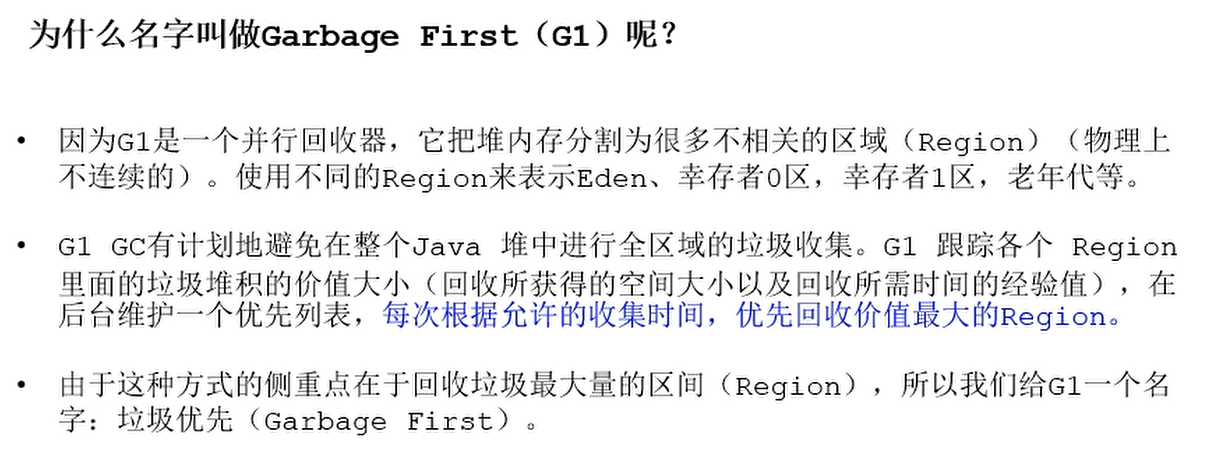 为什么名字叫做Garbage First（G1）呢？
• 因为G1是一个并行回收器，它把堆内存分割为很多不相关的区域（Region）（物理上
不连续的）。使用不同的Region来表示Eden、幸存者0区，幸存者1区，老年代等。
• G1 GC有计划地避免在整个Java 堆中进行全区域的垃圾收集。G1 跟踪各个 Region
里面的垃圾堆积的价值大小（回收所获得的空间大小以及回收所需时间的经验值），在
后台维护一个优先列表，每次根据允许的收集时间，优先回收价值最大的Region。
• 由于这种方式的侧重点在于回收垃圾最大量的区间（Region），所以我们给G1一个名
字：垃圾优先（Garbage First）。